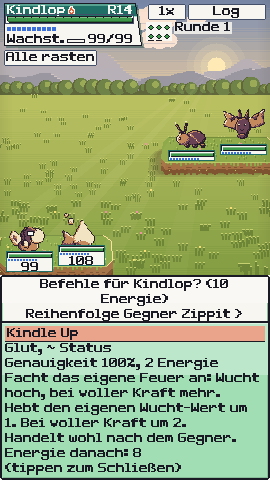 Kindlop R14
Wachst. 99/99
1x Log
Runde 1
Alle rasten
99
108
Befehle für Kindlop? (10
Energie)
Reihenfolge Gegner Zippit >
Kindle Up
Glut, ~ Status
Genauigkeit 100%, 2 Energie
Facht das eigene Feuer an: Wucht
hoch, bei voller Kraft mehr.
Hebt den eigenen Wucht-Wert um
1. Bei voller Kraft um 2.
Handelt wohl nach dem Gegner.
Energie danach: 8
(tippen zum Schließen)